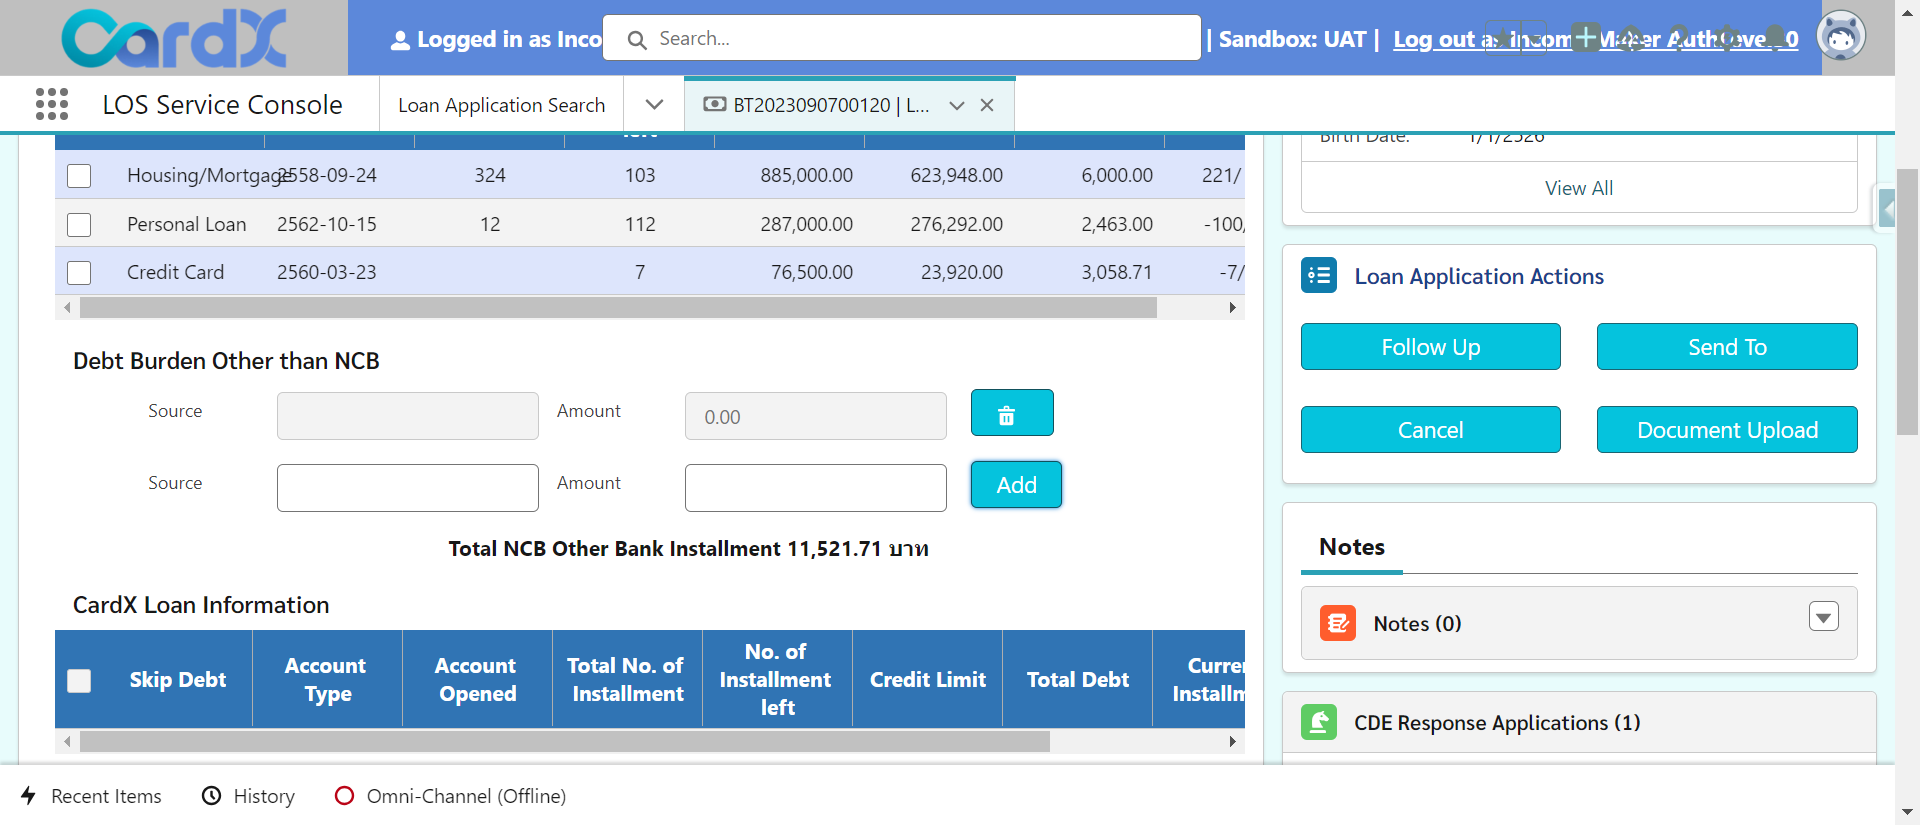 CardX
Logged in as Inco
Search...
| Sandbox: UAT |
Log out as Incom
LOS Service Console
Loan Application Search
BT2023090700120 | L...
Birth Date:
1/1/2526
Housing/Mortgage 2558-09-24 324 103 885,000.00 623,948.00 6,000.00 221/
Personal Loan 2562-10-15 12 112 287,000.00 276,292.00 2,463.00 -100/
Credit Card 2560-03-23 7 76,500.00 23,920.00 3,058.71 -7/
View All
Loan Application Actions
Follow Up
Send To
Cancel
Document Upload
Debt Burden Other than NCB
Source
Amount
0.00
Source
Amount
Add
Total NCB Other Bank Installment 11,521.71 บาท
CardX Loan Information
Skip Debt
Account
Type
Account
Opened
Total No. of
Installment
No. of
Installment
left
Credit Limit
Total Debt
Curre
Installm
Notes
Notes (0)
CDE Response Applications (1)
Recent Items
History
Omni-Channel (Offline)